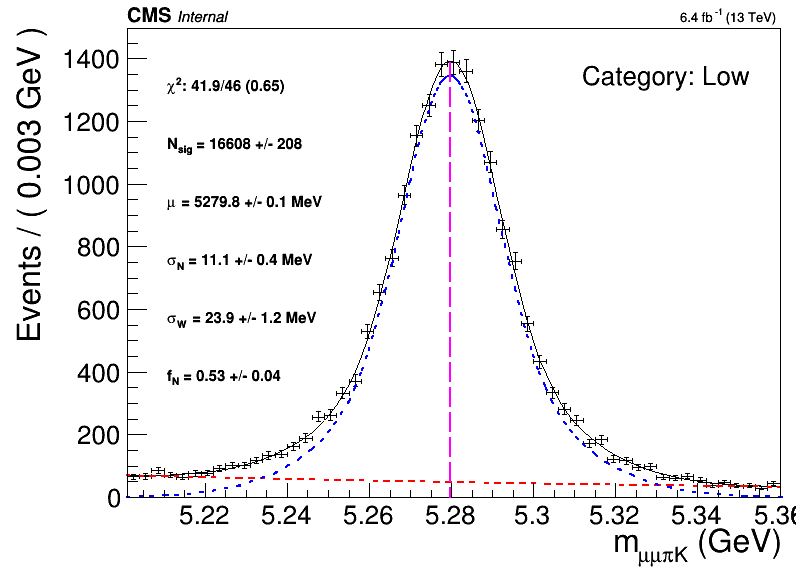 CMS Internal
6.4 fb⁻¹ (13 TeV)
Category: Low
χ²: 41.9/46 (0.65)
N_sig = 16608 +/- 208
μ = 5279.8 +/- 0.1 MeV
σ_N = 11.1 +/- 0.4 MeV
σ_W = 23.9 +/- 1.2 MeV
f_N = 0.53 +/- 0.04
Events / ( 0.003 GeV )
1400
1200
1000
800
600
400
200
0
5.22 5.24 5.26 5.28 5.3 5.32 5.34 5.36
m_μμπK (GeV)